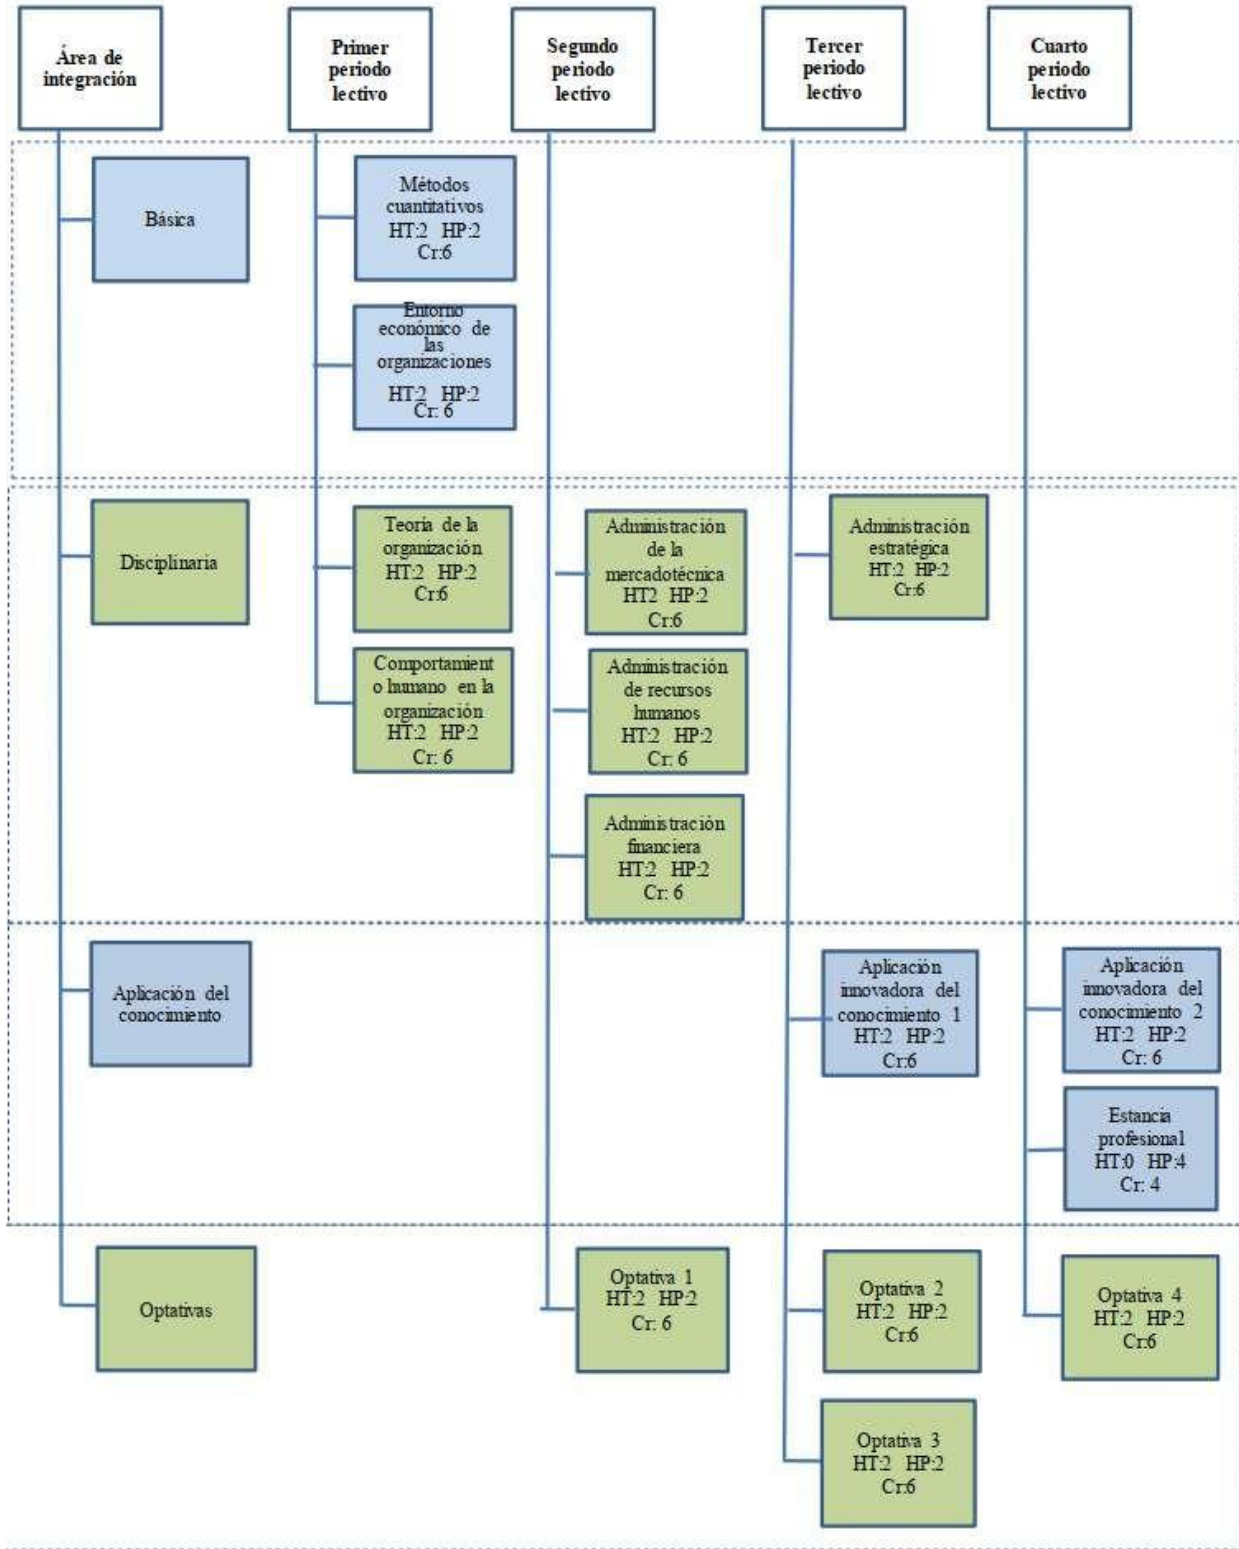 Área de
integración
Primer
periodo
lectivo
Segundo
periodo
lectivo
Tercer
periodo
lectivo
Cuarto
periodo
lectivo
Básica
Métodos
cuantitativos
HT:2 HP:2
Cr:6
Entorno
económico de
las
organizaciones
HT:2 HP:2
Cr: 6
Disciplinaria
Teoría de la
organización
HT:2 HP:2
Cr:6
Comportamient
o humano en la
organización
HT:2 HP:2
Cr: 6
Administración
de la
mercadotécnica
HT2 HP:2
Cr:6
Administración
de recursos
humanos
HT:2 HP:2
Cr: 6
Administración
financiera
HT:2 HP:2
Cr: 6
Administración
estratégica
HT:2 HP:2
Cr:6
Aplicación del
conocimiento
Aplicación
innovadora del
conocimiento 1
HT:2 HP:2
Cr:6
Aplicación
innovadora del
conocimiento 2
HT:2 HP:2
Cr: 6
Estancia
profesional
HT:0 HP:4
Cr: 4
Optativas
Optativa 1
HT:2 HP:2
Cr: 6
Optativa 2
HT:2 HP:2
Cr:6
Optativa 3
HT:2 HP:2
Cr:6
Optativa 4
HT:2 HP:2
Cr:6